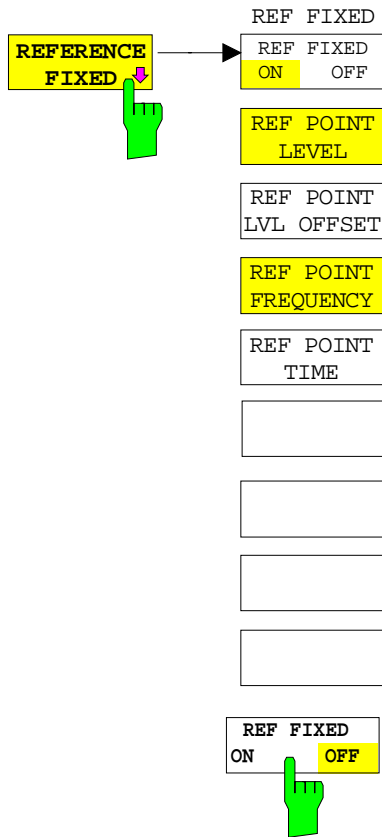 REF FIXED
REFERENCE
FIXED
REF FIXED
ON OFF
REF POINT
LEVEL
REF POINT
LVL OFFSET
REF POINT
FREQUENCY
REF POINT
TIME
REF FIXED
ON OFF